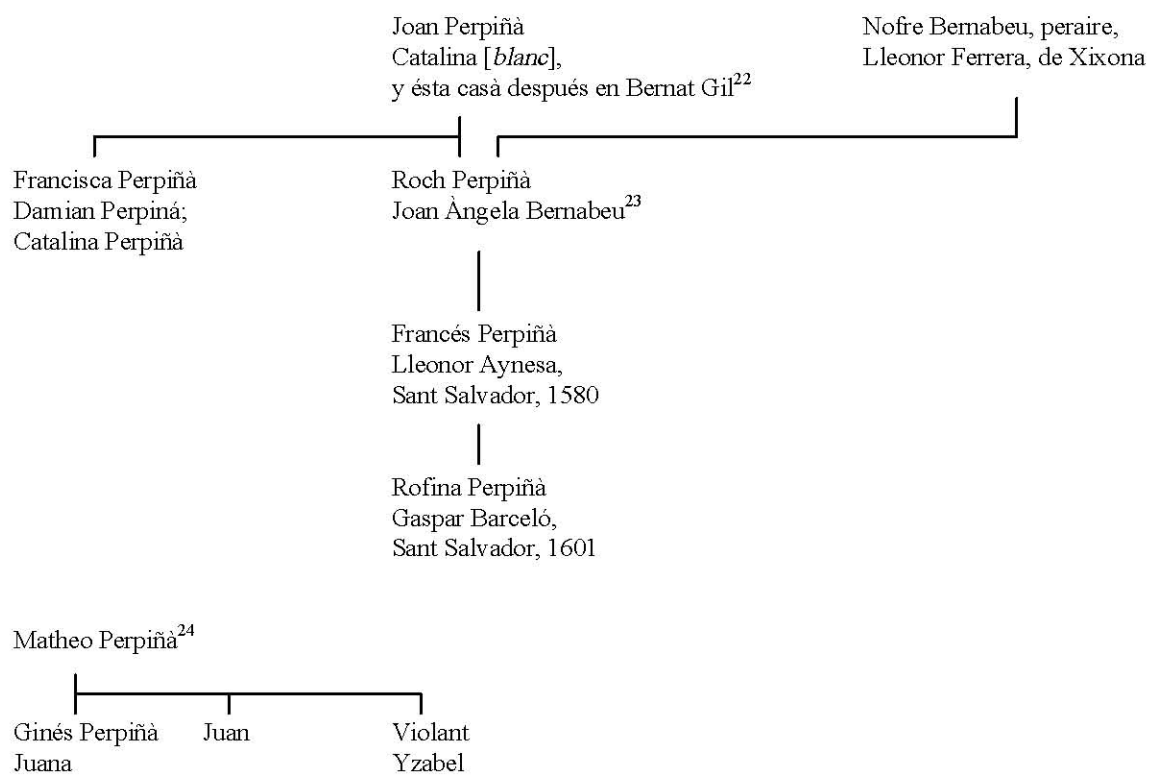 Joan Perpiñà
Catalina [blanc],
y ésta casà después en Bernat Gil22
Nofre Bernabeu, peraire,
Lleonor Ferrera, de Xixona
Francisca Perpiñà
Damian Perpiná;
Catalina Perpiñà
Roch Perpiñà
Joan Àngela Bernabeu23
Francés Perpiñà
Lleonor Aynesa,
Sant Salvador, 1580
Rofina Perpiñà
Gaspar Barceló,
Sant Salvador, 1601
Matheo Perpiñà24
Ginés Perpiñà
Juana
Juan
Violant
Yzabel